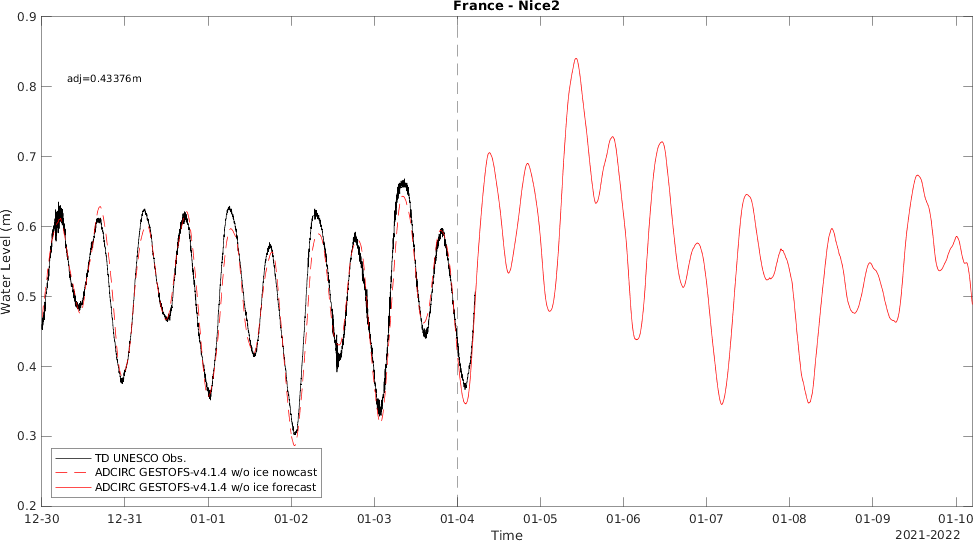 France - Nice2
0.9
adj=0.43376m
0.8
0.7
0.6
0.5
0.4
0.3
0.2
Water Level (m)
TD UNESCO Obs.
ADCIRC GESTOFS-v4.1.4 w/o ice nowcast
ADCIRC GESTOFS-v4.1.4 w/o ice forecast
12-30 12-31 01-01 01-02 01-03 01-04 01-05 01-06 01-07 01-08 01-09 01-10
Time
2021-2022